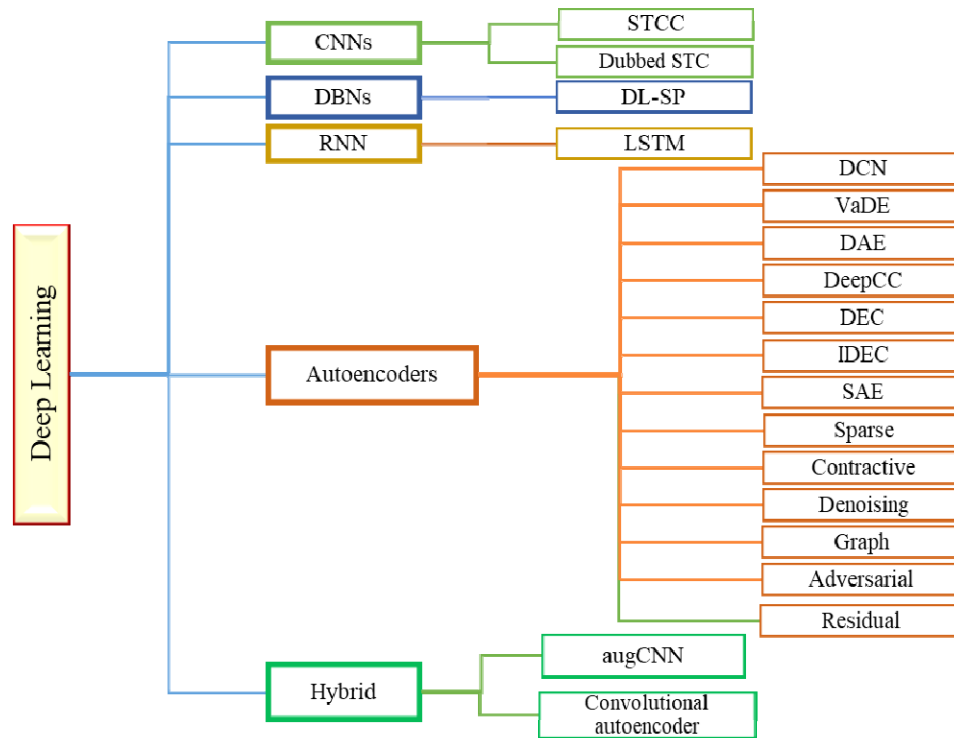 Deep Learning
CNNs
STCC
Dubbed STC
DBNs
DL-SP
RNN
LSTM
Autoencoders
DCN
VaDE
DAE
DeepCC
DEC
IDEC
SAE
Sparse
Contractive
Denoising
Graph
Adversarial
Residual
Hybrid
augCNN
Convolutional
autoencoder